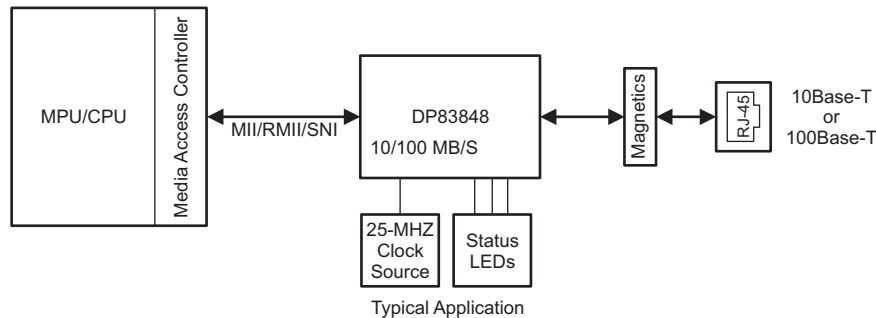 MPU/CPU
Media Access Controller
MII/RMII/SNI
DP83848
10/100 MB/S
Magnetics
RJ-45
10Base-T
or
100Base-T
25-MHZ
Clock
Source
Status
LEDs
Typical Application